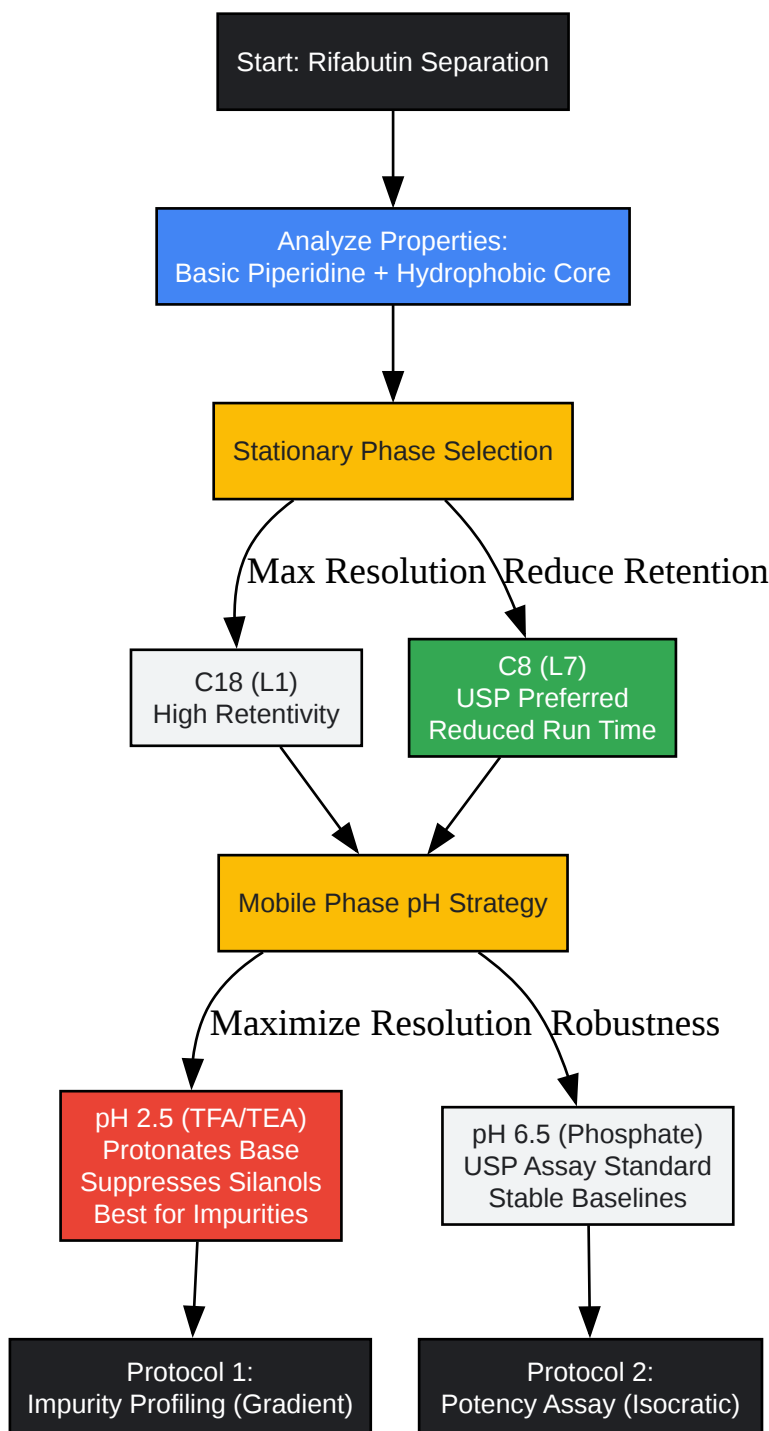 Start: Rifabutin Separation
Analyze Properties:
Basic Piperidine + Hydrophobic Core
Stationary Phase Selection
Max Resolution
Reduce Retention
C18 (L1)
High Retentivity
C8 (L7)
USP Preferred
Reduced Run Time
Mobile Phase pH Strategy
Maximize Resolution
Robustness
pH 2.5 (TFA/TEA)
Protonates Base
Suppresses Silanols
Best for Impurities
pH 6.5 (Phosphate)
USP Assay Standard
Stable Baselines
Protocol 1:
Impurity Profiling (Gradient)
Protocol 2:
Potency Assay (Isocratic)